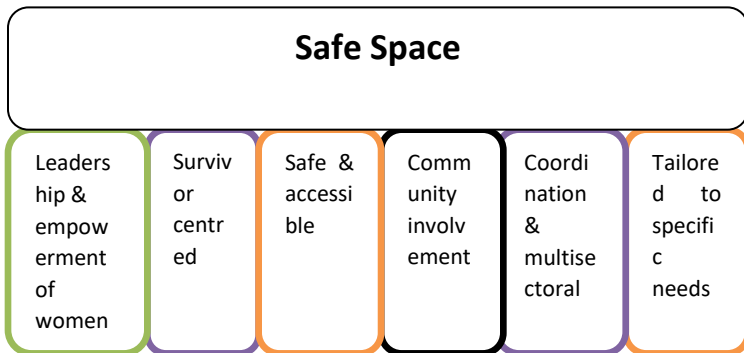 Safe Space
Leaders
hip &
empow
erment
of
women
Surviv
or
centr
ed
Safe &
accessi
ble
Comm
unity
involv
ement
Coordi
nation
&
multise
ctoral
Tailore
d to
specifi
c
needs